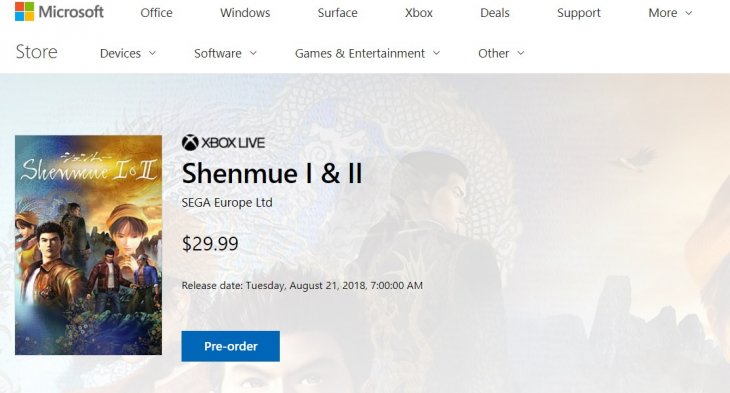 Microsoft Office Windows Surface Xbox Deals Support More
Store Devices Software Games & Entertainment Other
シェンムー
Shenmue I & II
XBOX LIVE
Shenmue I & II
SEGA Europe Ltd
$29.99
Release date: Tuesday, August 21, 2018, 7:00:00 AM
Pre-order